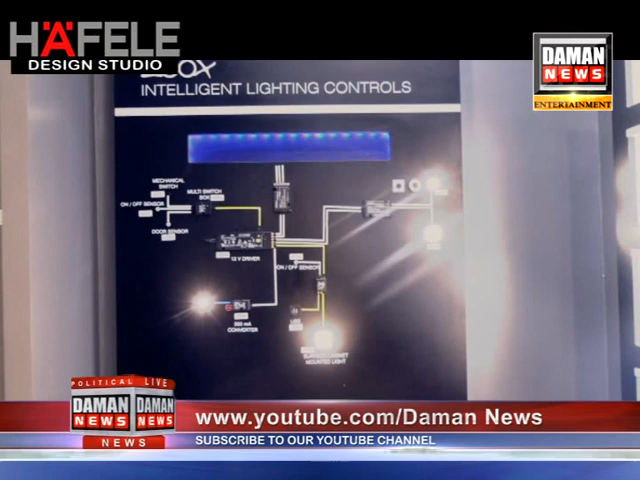 HÄFELE
DESIGN STUDIO
DAMAN
NEWS
ENTERTAINMENT
INTELLIGENT LIGHTING CONTROLS
MECHANICAL
SWITCH
MULTI SWITCH
BOX
ON / OFF SENSOR
DOOR SENSOR
12 V DRIVER
ON / OFF SENSOR
350 mA
CONVERTER
MOUNTED LIGHT
POLITICAL LIVE
DAMAN DAMAN
NEWS NEWS
NEWS
www.youtube.com/Daman News
SUBSCRIBE TO OUR YOUTUBE CHANNEL